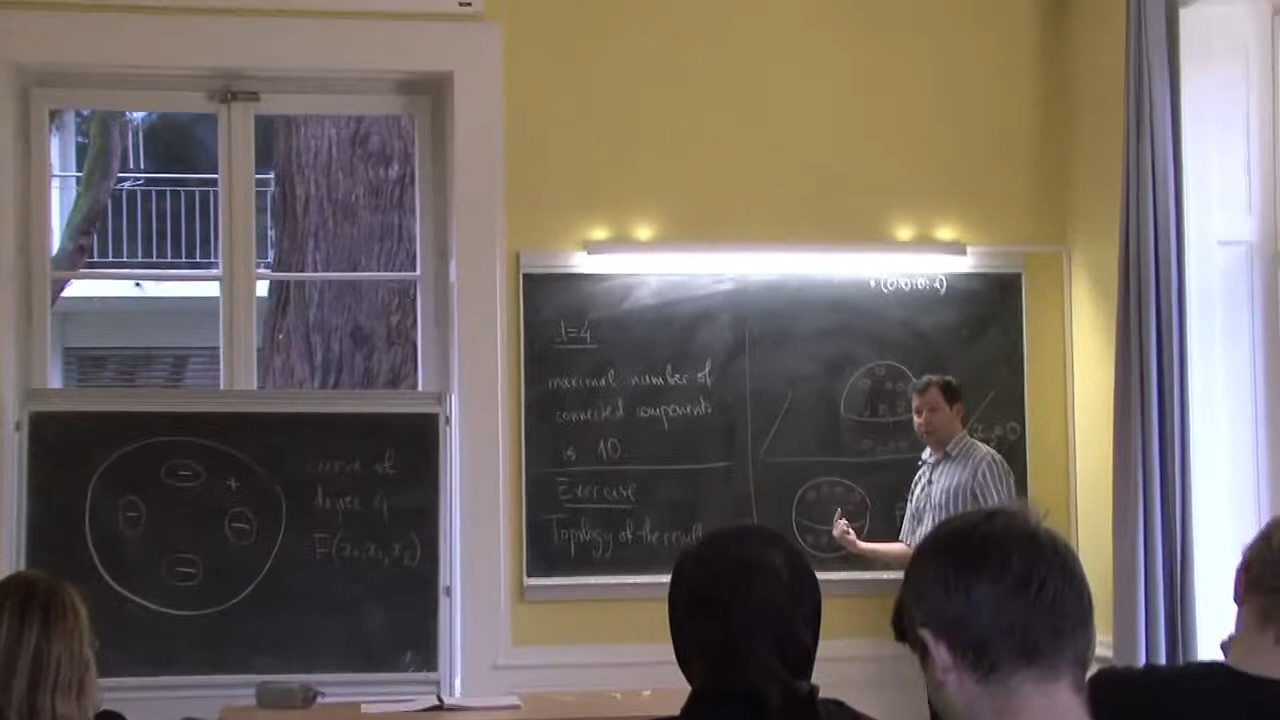 curve of
degree 4
F(x₀,x₁,x₂)
d=4
maximal number of
connected components
is 10.
Exercise
Topology of the result
(0:0:0:1)